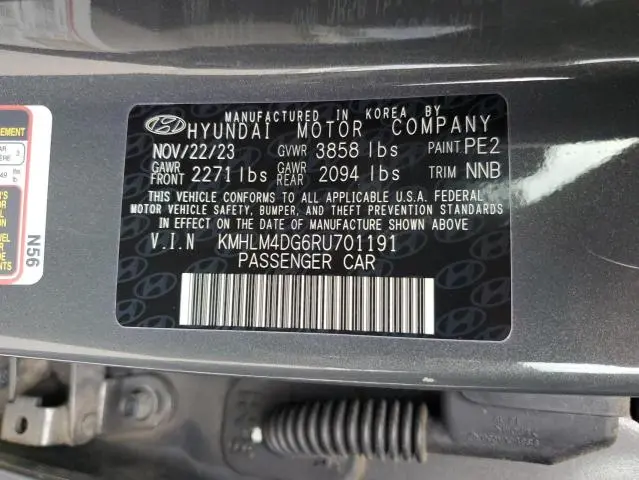 MANUFACTURED IN KOREA BY
HYUNDAI MOTOR COMPANY
NOV/22/23 GVWR 3858 lbs PAINT PE2
GAWR FRONT 2271 lbs GAWR REAR 2094 lbs TRIM NNB
THIS VEHICLE CONFORMS TO ALL APPLICABLE U.S.A. FEDERAL
MOTOR VEHICLE SAFETY, BUMPER, AND THEFT PREVENTION STANDARDS
IN EFFECT ON THE DATE OF MANUFACTURE SHOWN ABOVE
V.I.N KMHLM4DG6RU701191
PASSENGER CAR
N56